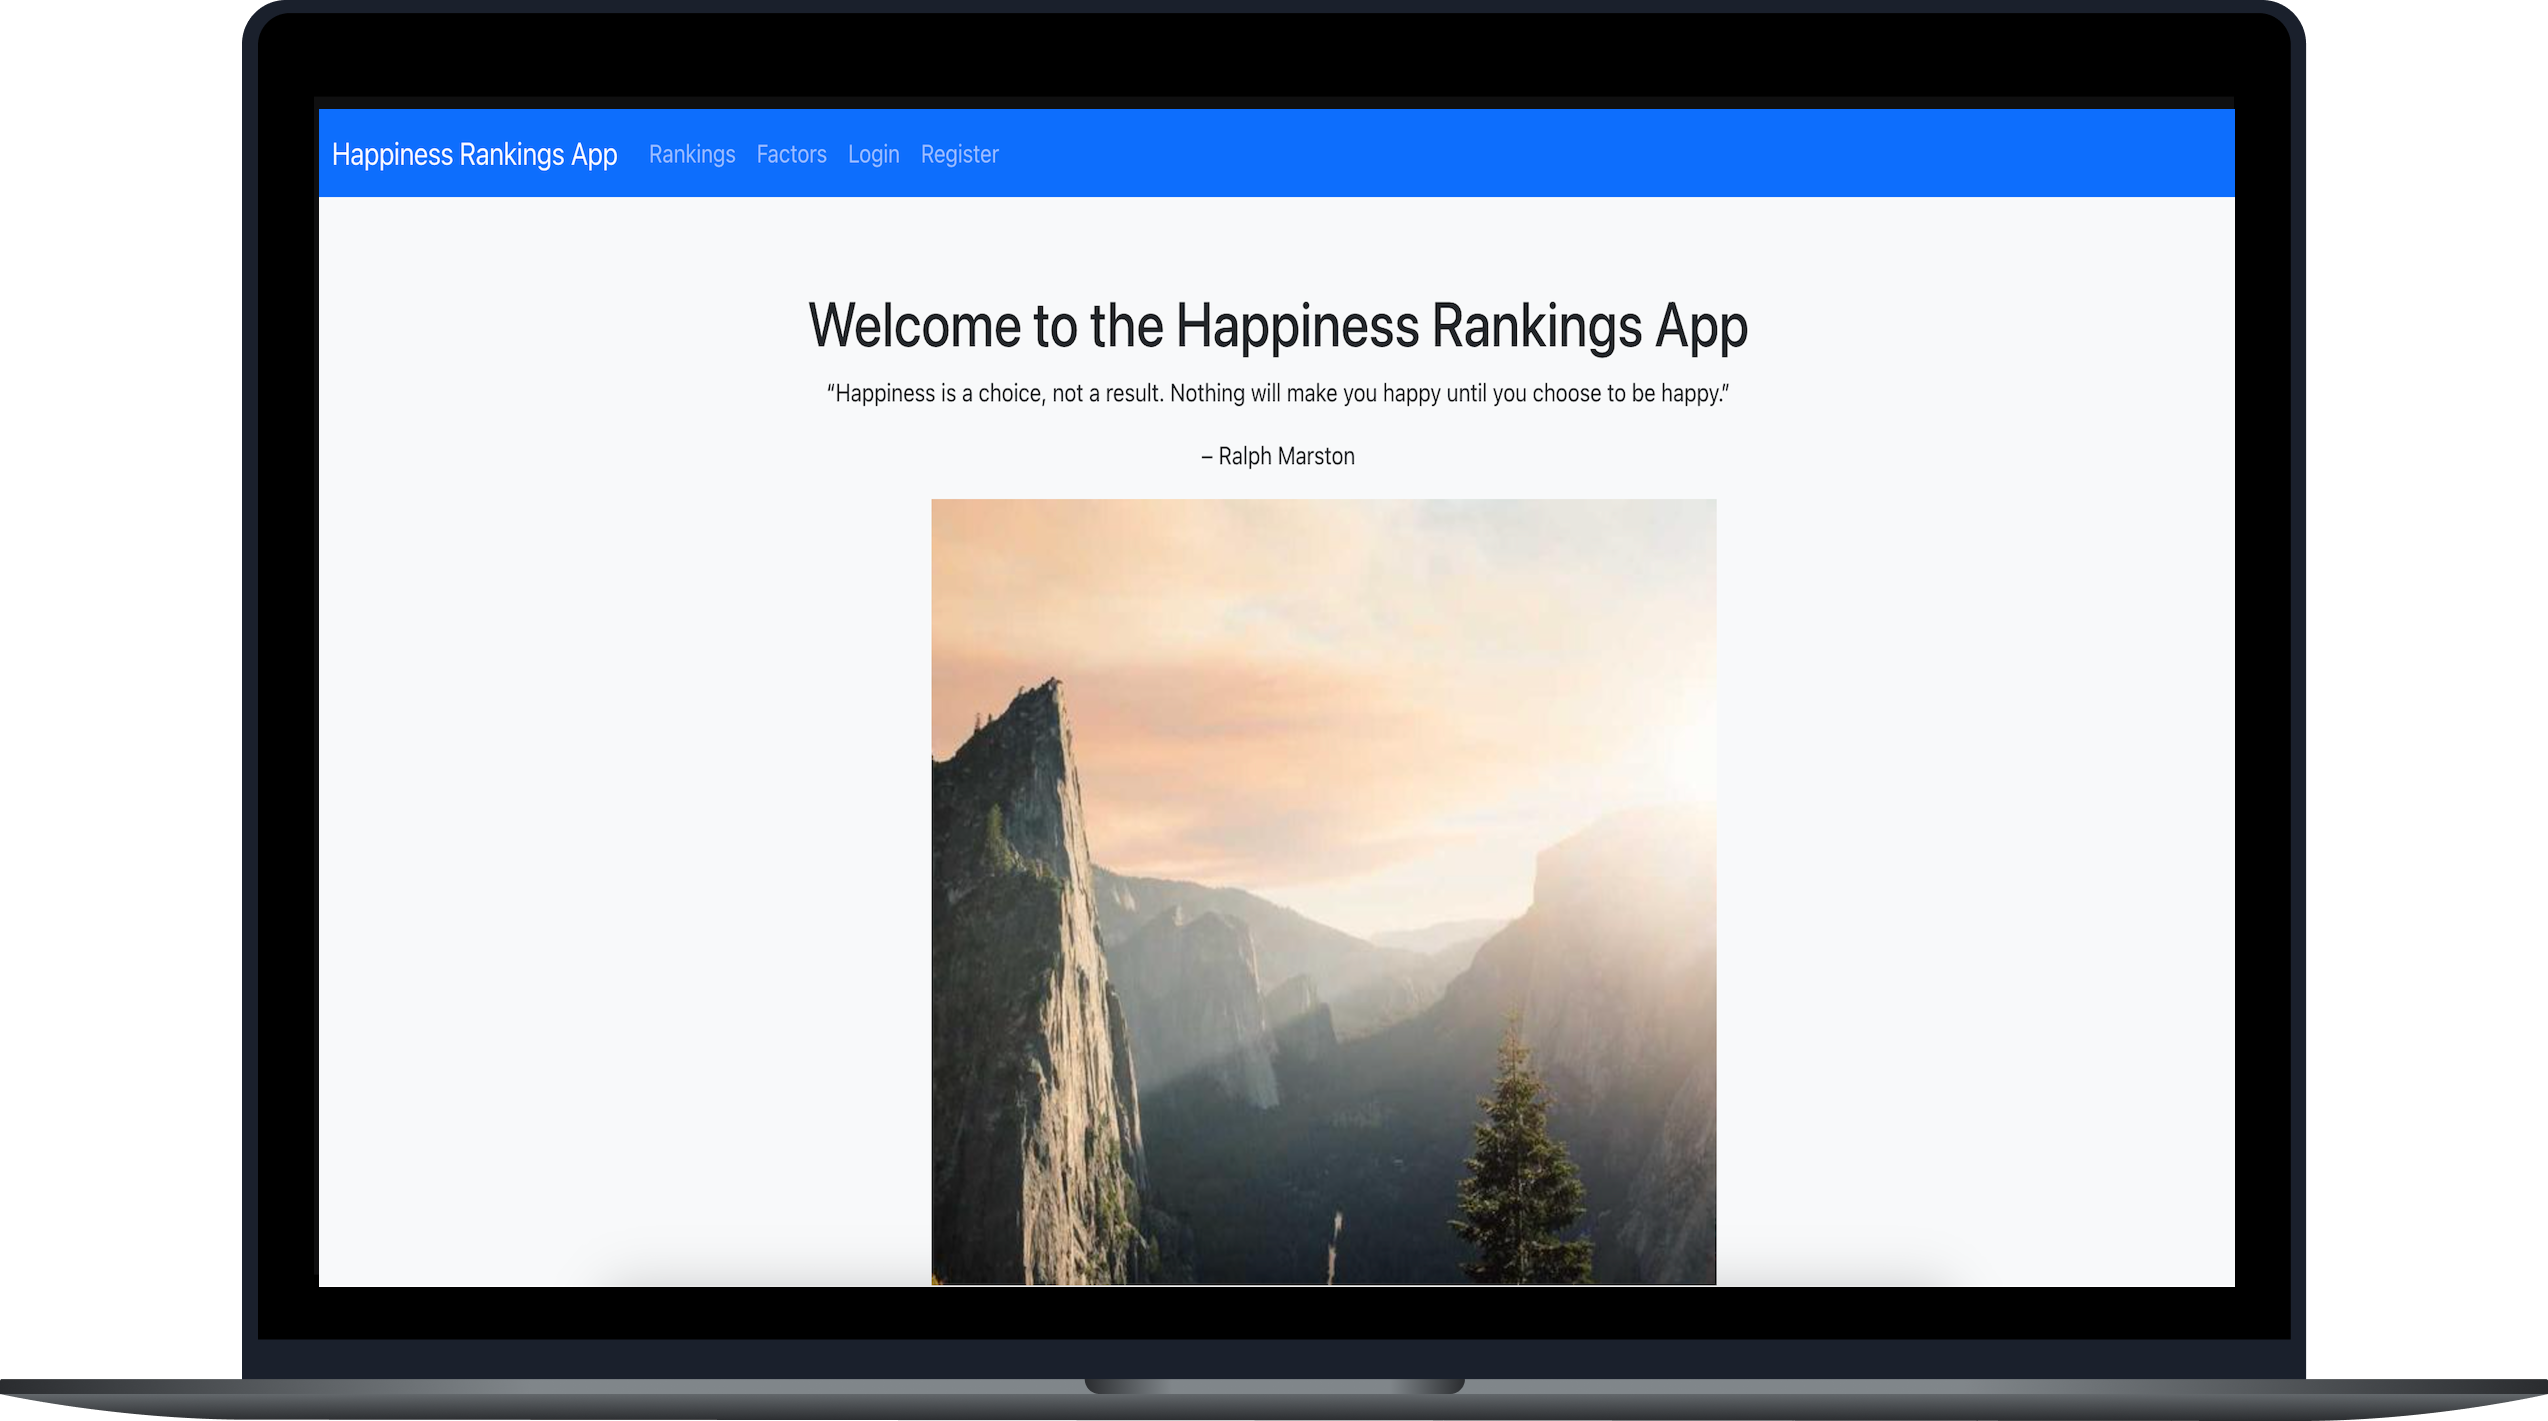 Happiness Rankings App Rankings Factors Login Register
Welcome to the Happiness Rankings App
“Happiness is a choice, not a result. Nothing will make you happy until you choose to be happy.”
– Ralph Marston